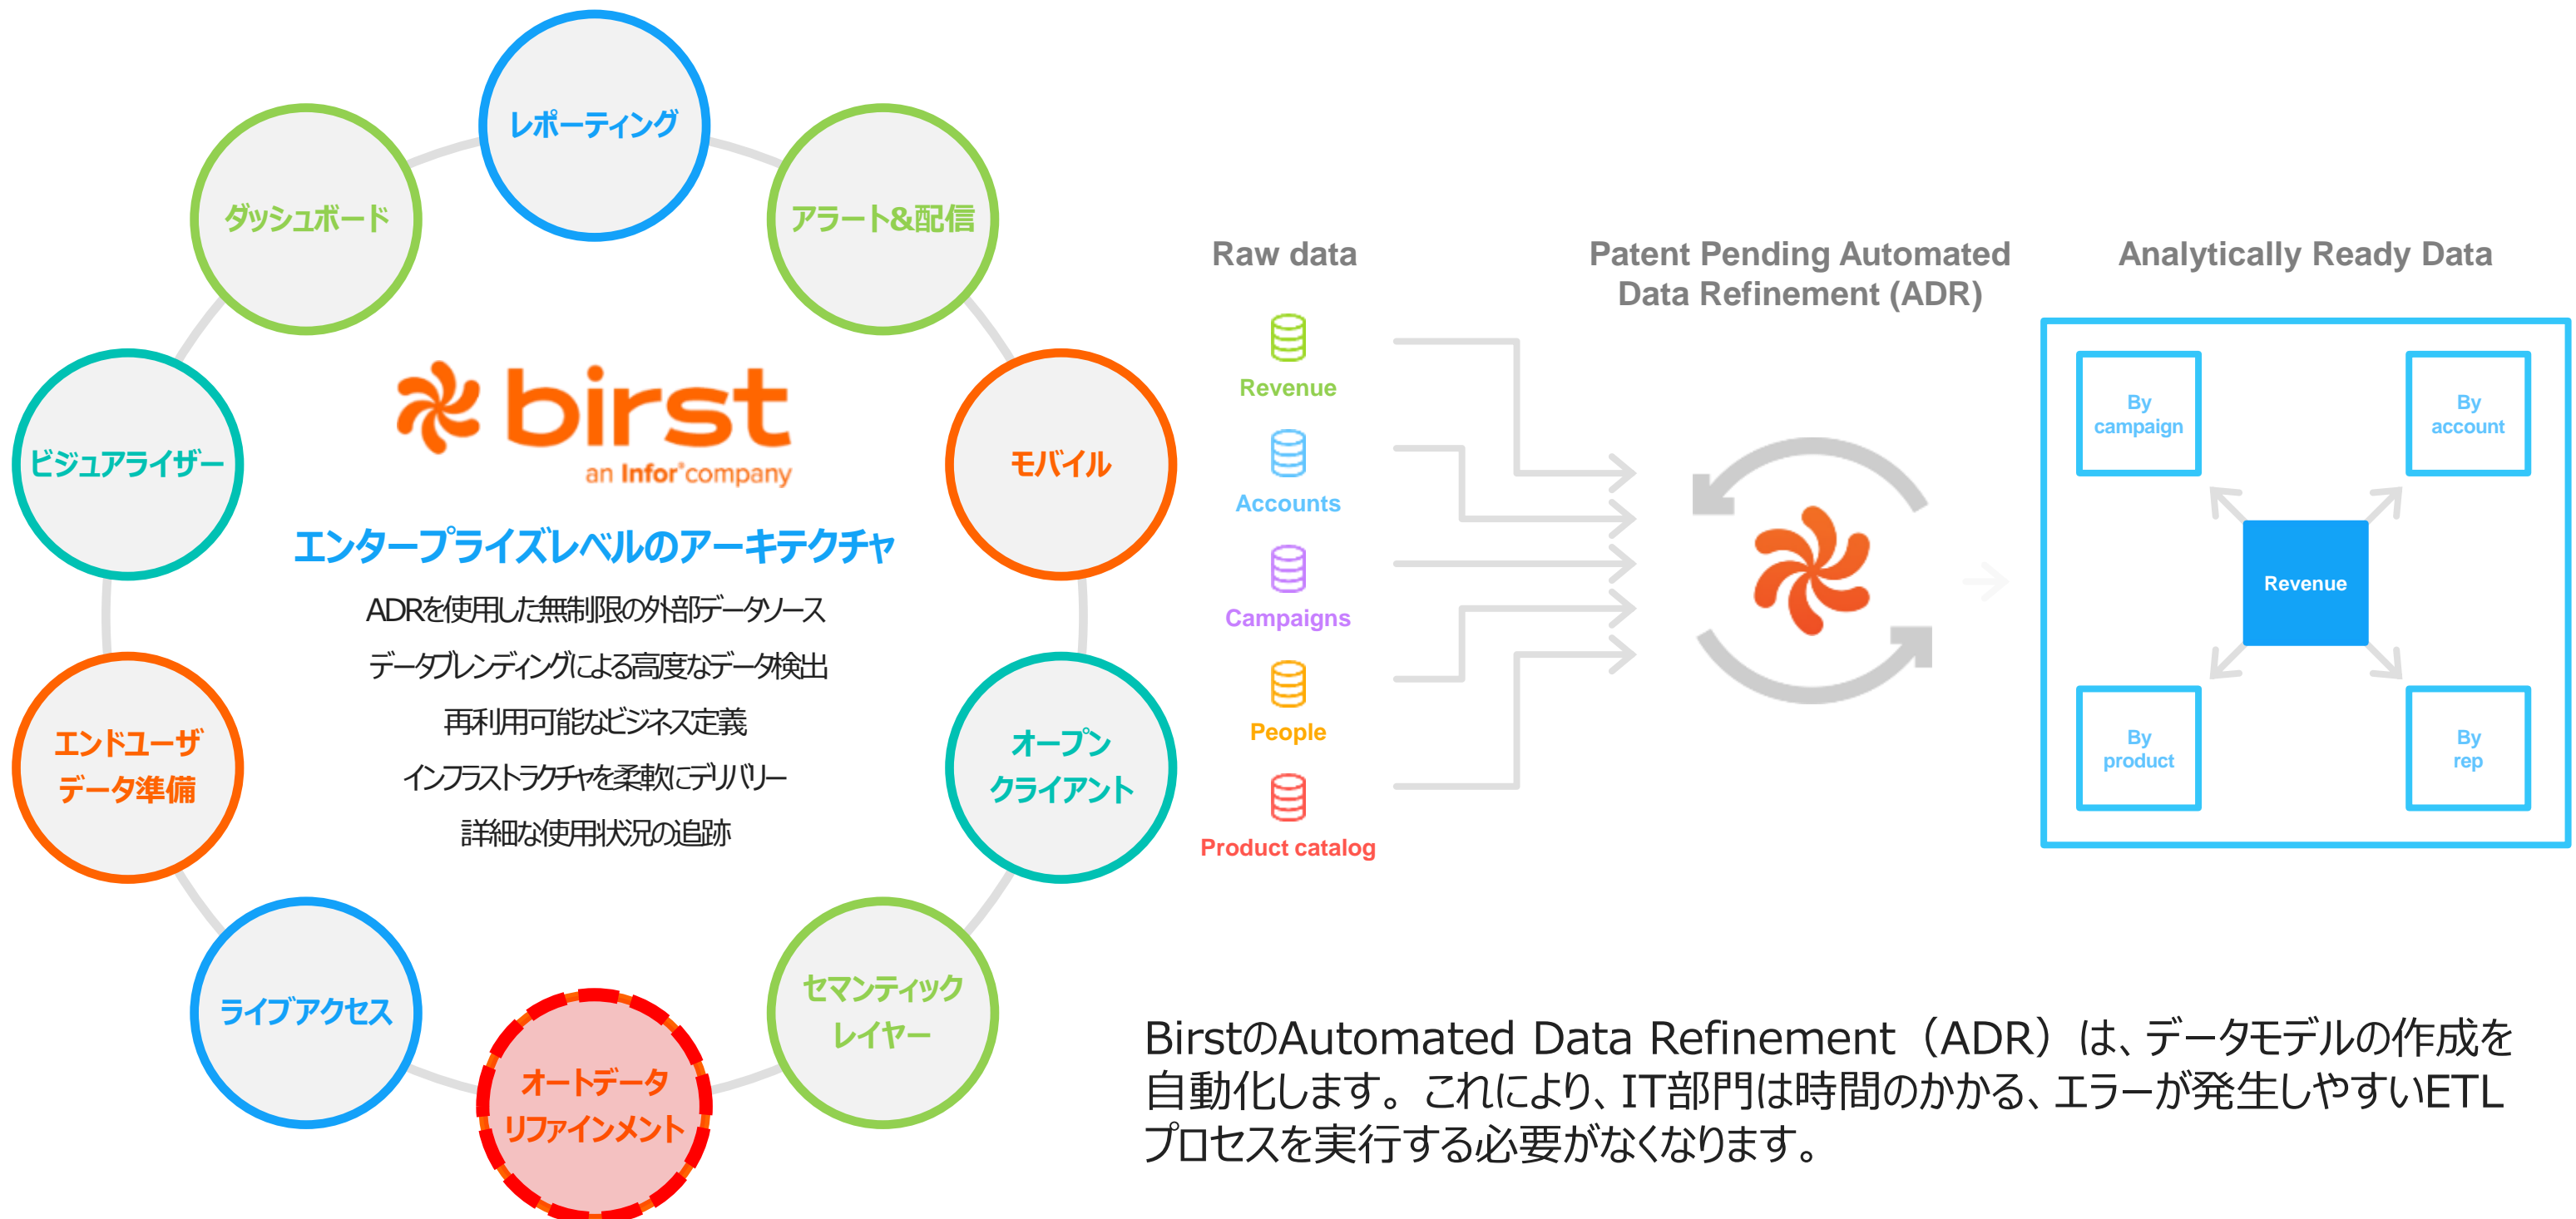 レポーティング
ダッシュボード
アラート&配信
ビジュアライザー
モバイル
birst
an Infor company
エンタープライズレベルのアーキテクチャ
ADRを使用した無制限の外部データソース
データブレンディングによる高度なデータ検出
再利用可能なビジネス定義
インフラストラクチャを柔軟にデリバリー
詳細な使用状況の追跡
エンドユーザ
データ準備
オープン
クライアント
ライブアクセス
セマンティック
レイヤー
オートデータ
リファインメント
Raw data
Revenue
Accounts
Campaigns
People
Product catalog
Patent Pending Automated
Data Refinement (ADR)
Analytically Ready Data
By
campaign
By
account
Revenue
By
product
By
rep
BirstのAutomated Data Refinement（ADR）は、データモデルの作成を
自動化します。これにより、IT部門は時間のかかる、エラーが発生しやすいETL
プロセスを実行する必要がなくなります。